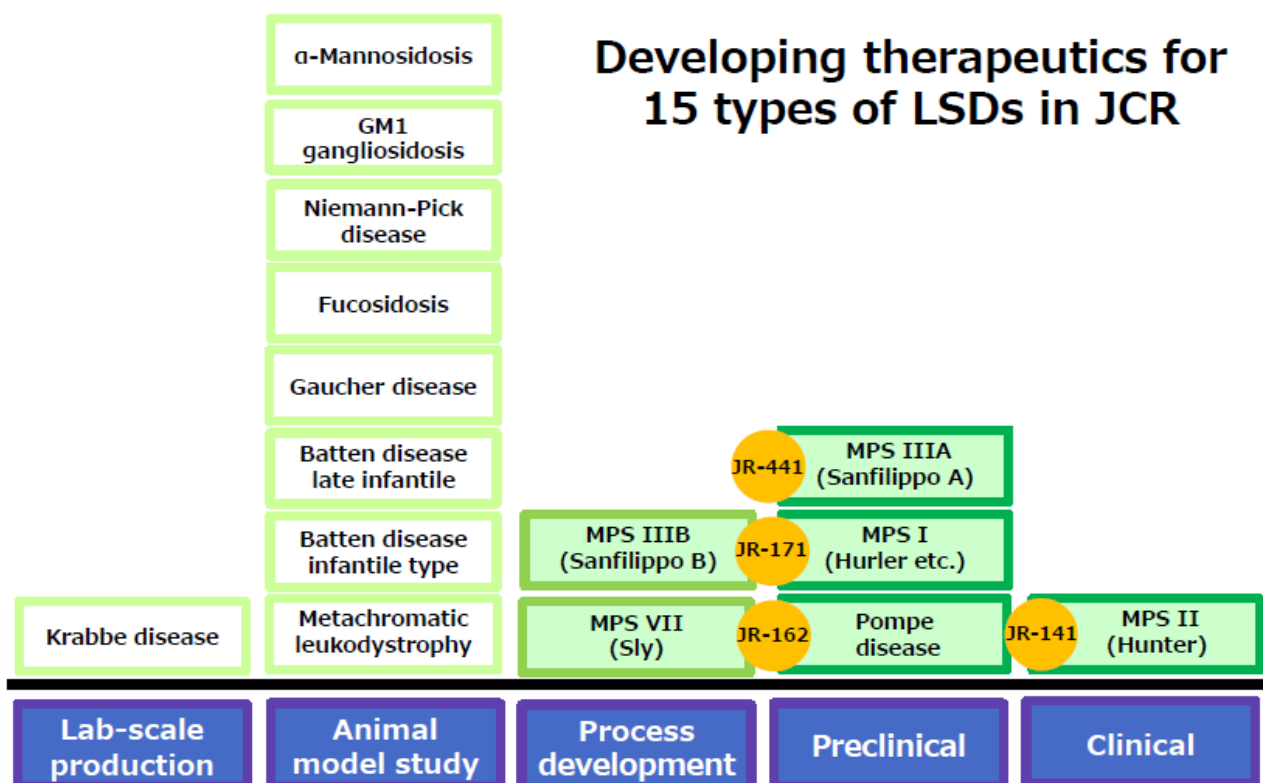 Developing therapeutics for
15 types of LSDs in JCR
α-Mannosidosis
GM1
gangliosidosis
Niemann-Pick
disease
Fucosidosis
Gaucher disease
Batten disease
late infantile
JR-441
MPS IIIA
(Sanfilippo A)
Batten disease
infantile type
MPS IIIB
(Sanfilippo B)
JR-171
MPS I
(Hurler etc.)
Krabbe disease
Metachromatic
leukodystrophy
MPS VII
(Sly)
JR-162
Pompe
disease
JR-141
MPS II
(Hunter)
Lab-scale
production
Animal
model study
Process
development
Preclinical
Clinical